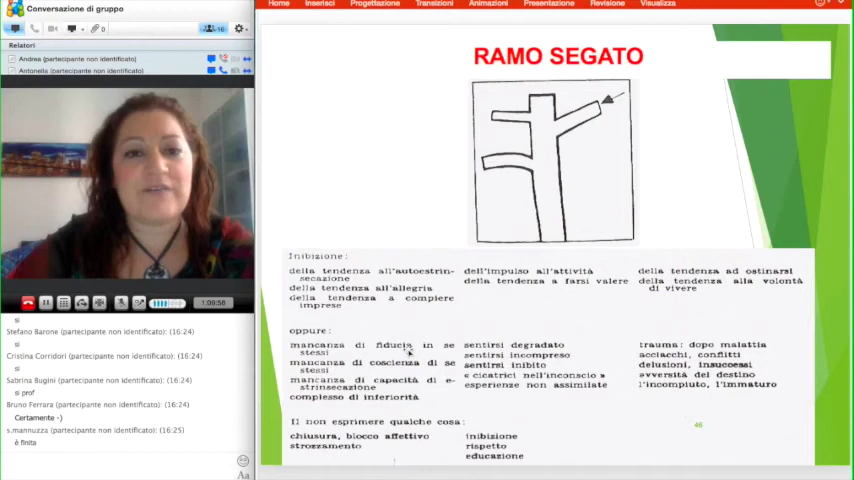 Conversazione di gruppo
Home Inserisci Progettazione Transizioni Animazioni Presentazione Revisione Visualizza
0
16
Relatori
Andrea (partecipante non identificato)
Antonella (partecipante non identificato)
1:09:58
si
Stefano Barone (partecipante non identificato): (16:24)
si
Cristina Corridori (partecipante non identificato): (16:24)
si
Sabrina Bugini (partecipante non identificato): (16:24)
si prof
Bruno Ferrara (partecipante non identificato): (16:24)
Certamente -)
s.mannuzza (partecipante non identificato): (16:25)
è finita
Aa
RAMO SEGATO
Inibizione:
della tendenza all'autoestrin-
secazione
della tendenza all'allegria
della tendenza a compiere
imprese
dell'impulso all'attività
della tendenza a farsi valere
della tendenza ad ostinarsi
della tendenza alla volontà
di vivere
oppure:
mancanza di fiducia in se
stessi
mancanza di coscienza di se
stessi
mancanza di capacità di e-
strinsecazione
complesso di inferiorità
sentirsi degradato
sentirsi incompreso
sentirsi inibito
« cicatrici nell'inconscio »
esperienze non assimilate
trauma: dopo malattia
acciacchi, conflitti
delusioni, insuccessi
avversità del destino
l'incompiuto, l'immaturo
Il non esprimere qualche cosa:
chiusura, blocco affettivo
strozzamento
inibizione
rispetto
educazione
46